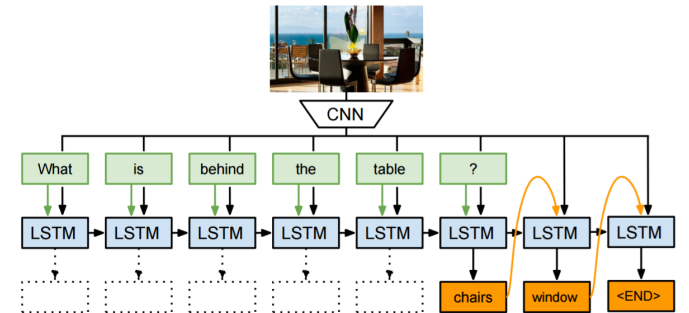 CNN
What is behind the table ?
LSTM LSTM LSTM LSTM LSTM LSTM LSTM LSTM
chairs window <END>